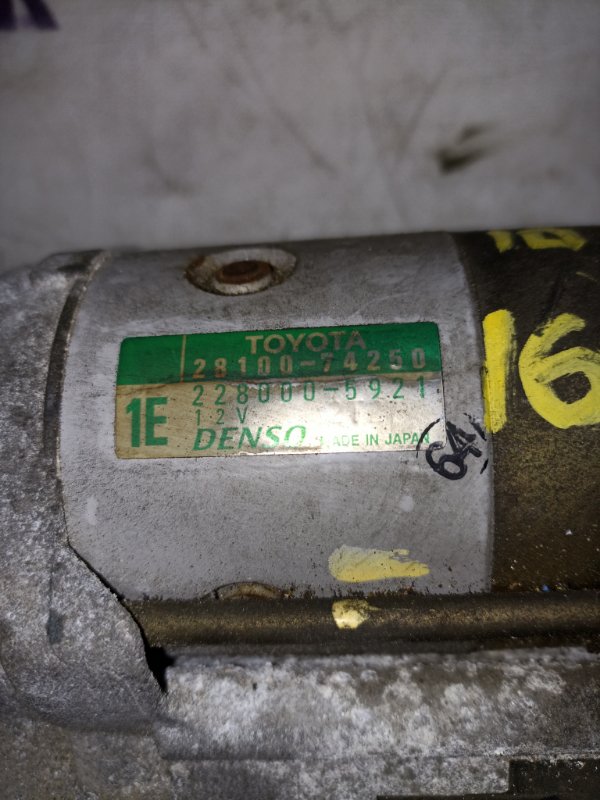 TOYOTA
28100-74250
228000-5921
12V
1E DENSO MADE IN JAPAN
64
16